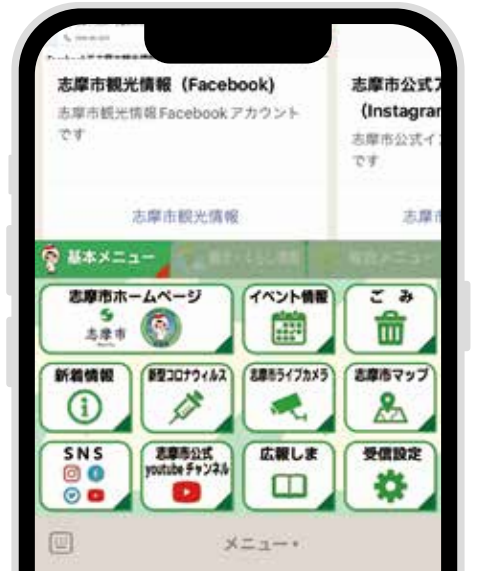 志摩市観光情報（Facebook）
志摩市観光情報Facebookアカウント
です
志摩市観光情報
志摩市公式ア
（Instagram
志摩市公式イ
です
志摩市
基本メニュー
志摩市ホームページ
志摩市
イベント情報
ごみ
新着情報
新型コロナウィルス
志摩市ライブカメラ
志摩市マップ
SNS
志摩市公式
youtubeチャンネル
広報しま
受信設定
メニュー